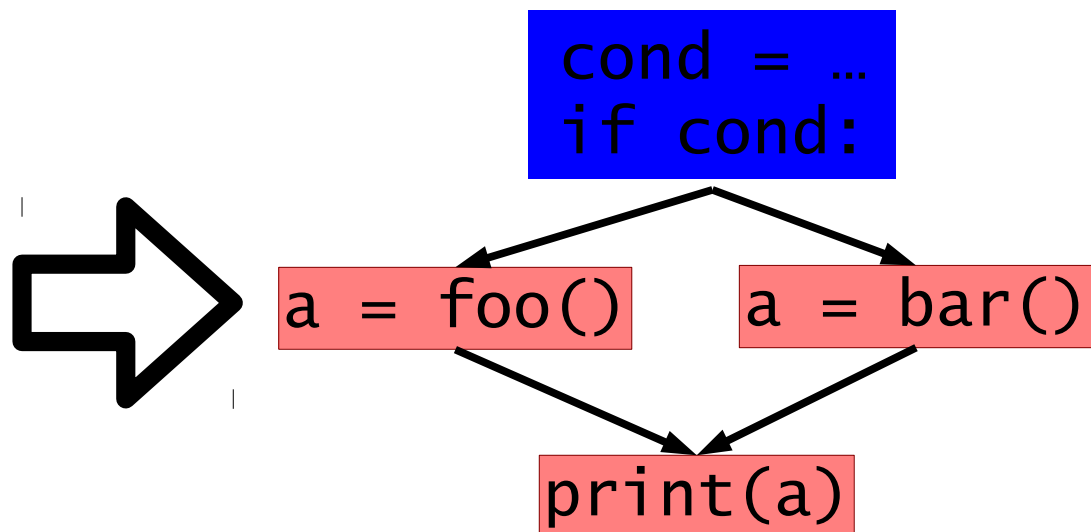 cond = …
if cond:
a = foo()
a = bar()
print(a)